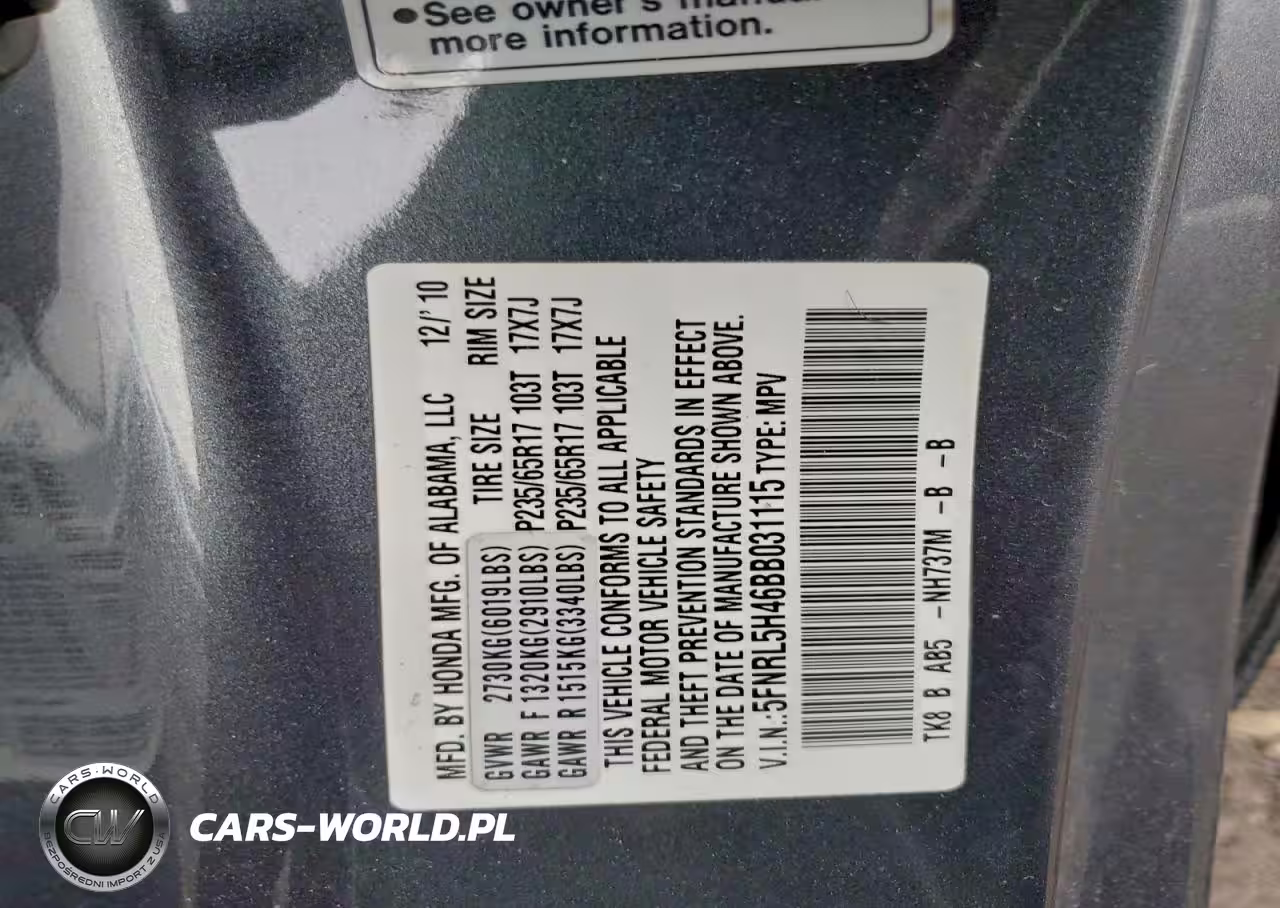 •See owner's manual
more information.
MFD. BY HONDA MFG. OF ALABAMA, LLC 12/'10
GVWR 2730KG(6019LBS) TIRE SIZE RIM SIZE
GAWR F 1320KG(2910LBS) P235/65R17 103T 17X7J
GAWR R 1515KG(3340LBS) P235/65R17 103T 17X7J
THIS VEHICLE CONFORMS TO ALL APPLICABLE
FEDERAL MOTOR VEHICLE SAFETY
AND THEFT PREVENTION STANDARDS IN EFFECT
ON THE DATE OF MANUFACTURE SHOWN ABOVE.
V.I.N.:5FNRL5H46BB031115 TYPE:MPV
TK8 B AB5 -NH737M -B -B
CARS-WORLD
CW
BEZPOŚREDNI IMPORT Z USA
CARS-WORLD.PL